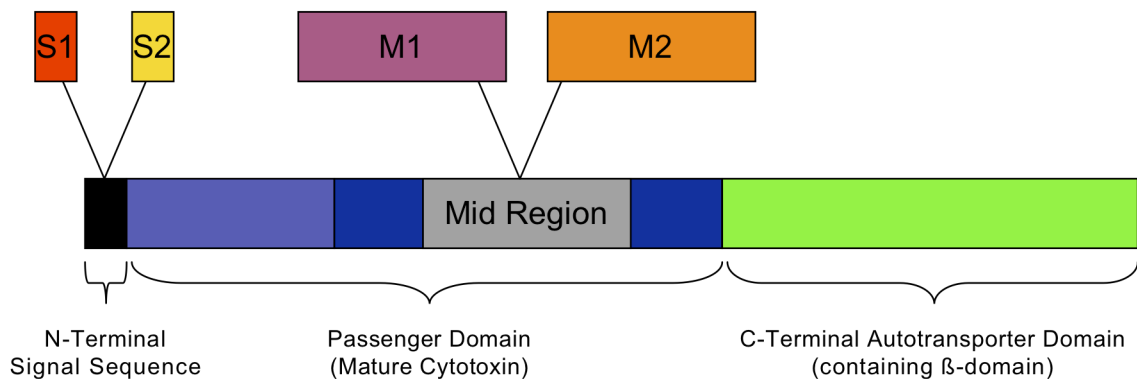 S1
S2
M1
M2
Mid Region
N-Terminal
Signal Sequence
Passenger Domain
(Mature Cytotoxin)
C-Terminal Autotransporter Domain
(containing ß-domain)